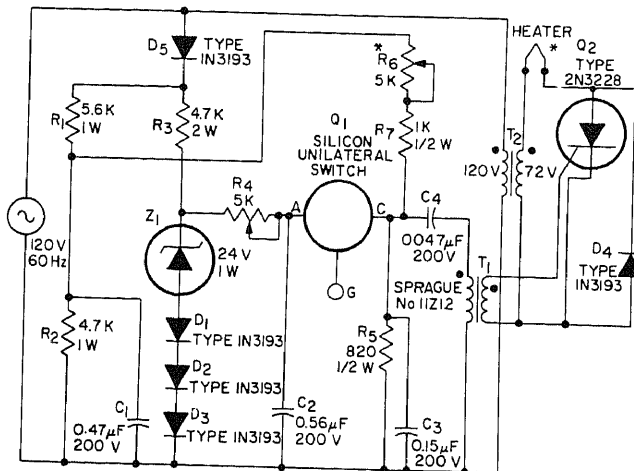 D5
TYPE
IN3193
HEATER
*
Q2
TYPE
2N3228
*
R6
5K
5.6K
1W
R1
4.7K
2W
R3
Q1
SILICON
UNILATERAL
SWITCH
R7
1K
1/2 W
T2
120V
72V
R4
5K
A
C
C4
.0047µF
200V
Z1
24V
1W
120V
60Hz
G
T1
SPRAGUE
No 11Z12
D4
TYPE
IN3193
R2
4.7K
1W
D1
TYPE IN3193
D2
TYPE IN3193
D3
TYPE IN3193
R5
820
1/2 W
C1
0.47µF
200 V
C2
0.56µF
200V
C3
0.15µF
200 V